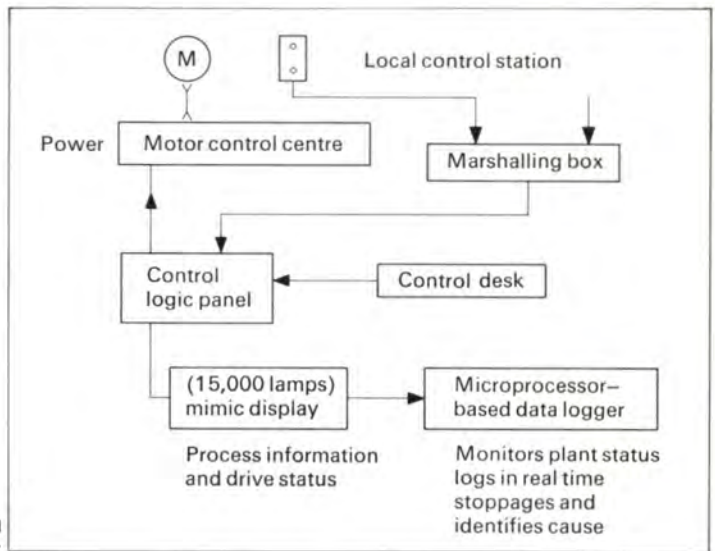 M
Local control station
Power
Motor control centre
Marshalling box
Control
logic panel
Control desk
(15,000 lamps)
mimic display
Microprocessor–
based data logger
Process information
and drive status
Monitors plant status
logs in real time
stoppages and
identifies cause